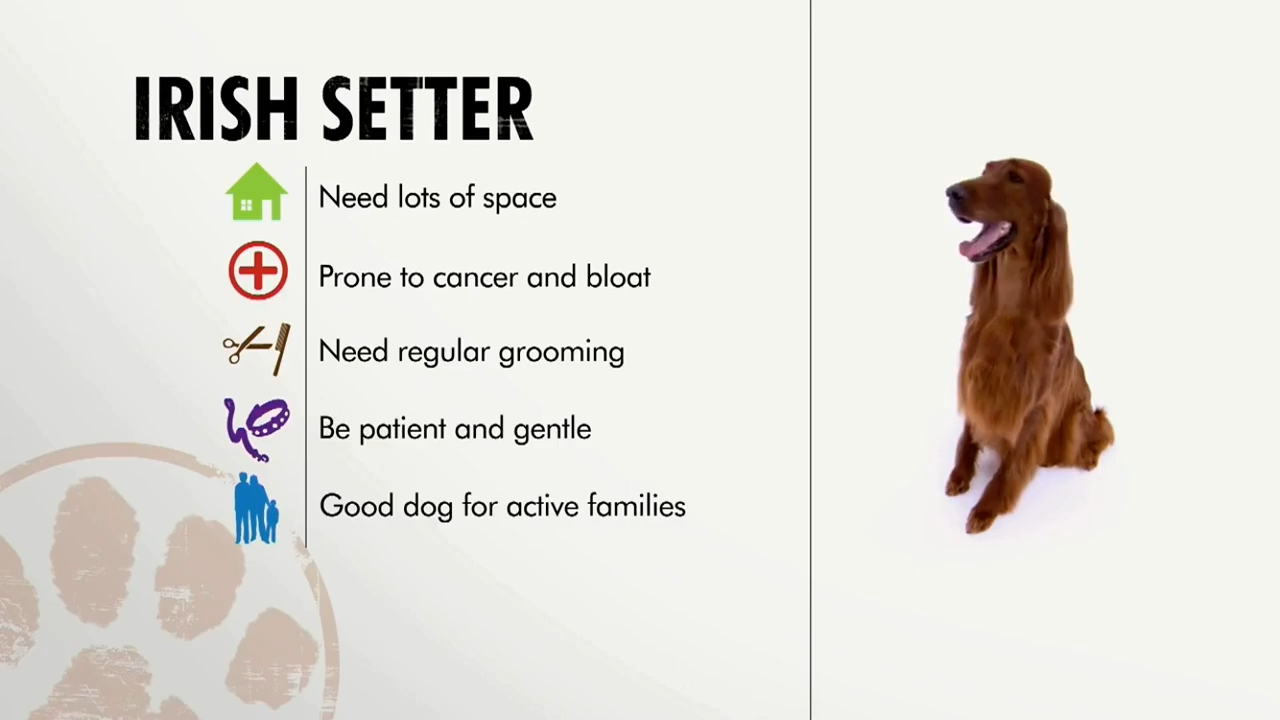 IRISH SETTER
Need lots of space
Prone to cancer and bloat
Need regular grooming
Be patient and gentle
Good dog for active families